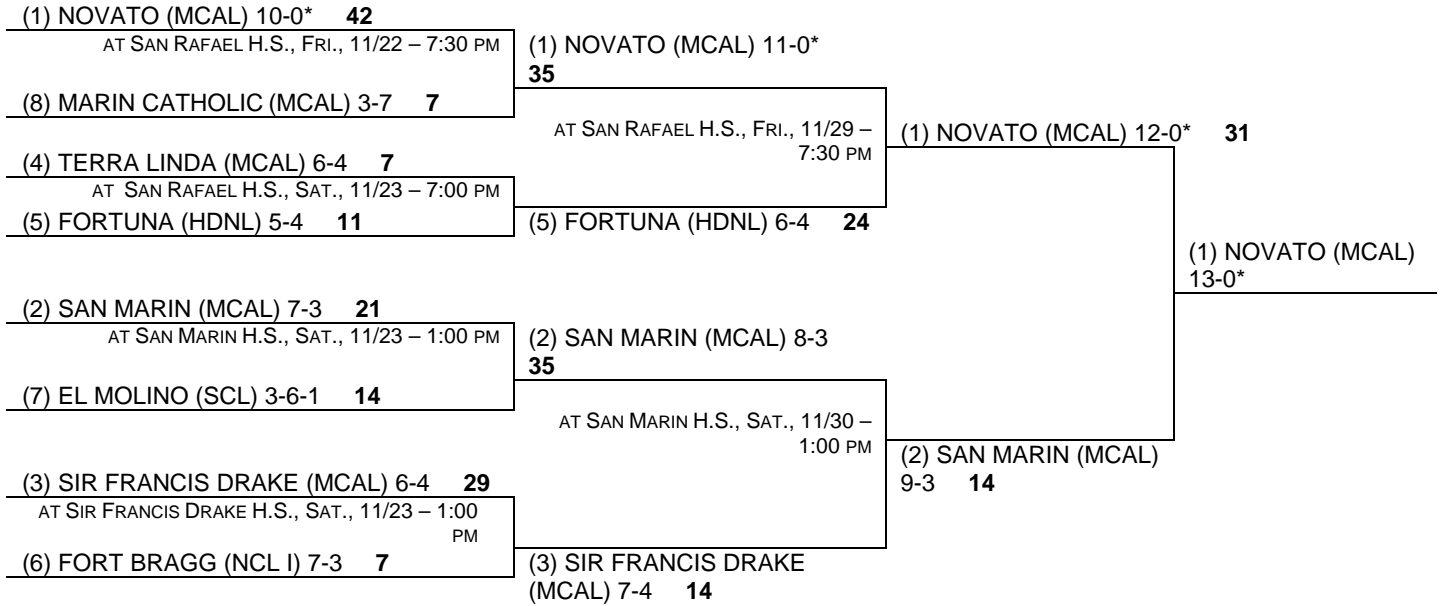 (1) NOVATO (MCAL) 10-0* 42
AT SAN RAFAEL H.S., FRI., 11/22 – 7:30 PM
(8) MARIN CATHOLIC (MCAL) 3-7 7
(4) TERRA LINDA (MCAL) 6-4 7
AT SAN RAFAEL H.S., SAT., 11/23 – 7:00 PM
(5) FORTUNA (HDNL) 5-4 11
(2) SAN MARIN (MCAL) 7-3 21
AT SAN MARIN H.S., SAT., 11/23 – 1:00 PM
(7) EL MOLINO (SCL) 3-6-1 14
(3) SIR FRANCIS DRAKE (MCAL) 6-4 29
AT SIR FRANCIS DRAKE H.S., SAT., 11/23 – 1:00
PM
(6) FORT BRAGG (NCL I) 7-3 7
(1) NOVATO (MCAL) 11-0*
35
AT SAN RAFAEL H.S., FRI., 11/29 –
7:30 PM
(5) FORTUNA (HDNL) 6-4 24
(2) SAN MARIN (MCAL) 8-3
35
AT SAN MARIN H.S., SAT., 11/30 –
1:00 PM
(3) SIR FRANCIS DRAKE
(MCAL) 7-4 14
(1) NOVATO (MCAL) 12-0* 31
(2) SAN MARIN (MCAL)
9-3 14
(1) NOVATO (MCAL)
13-0*